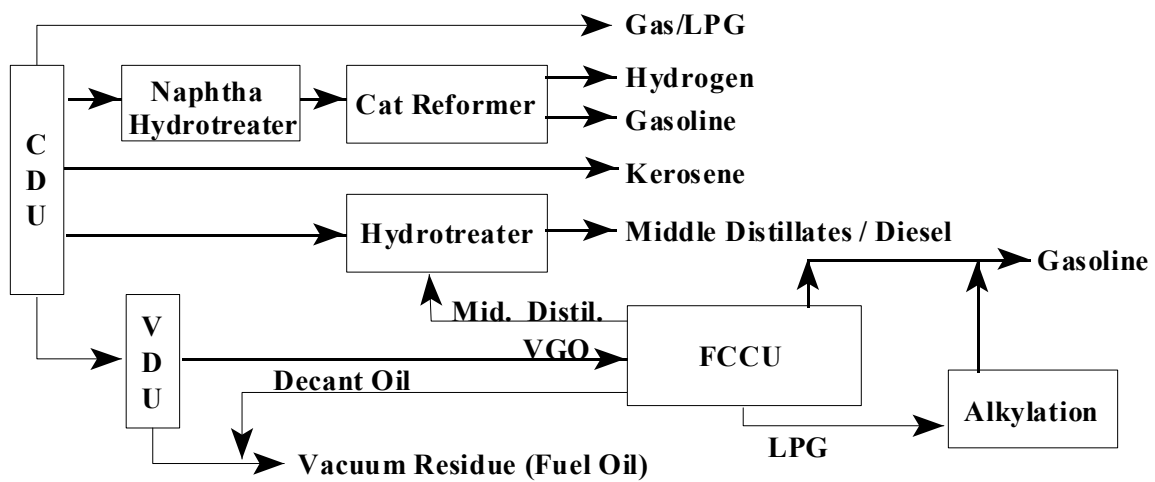 Gas/LPG
Naphtha
Hydrotreater
Cat Reformer
Hydrogen
Gasoline
C
D
U
Kerosene
Hydrotreater
Middle Distillates / Diesel
Gasoline
Mid. Distil.
V
D
U
VGO
FCCU
Decant Oil
Alkylation
LPG
Vacuum Residue (Fuel Oil)